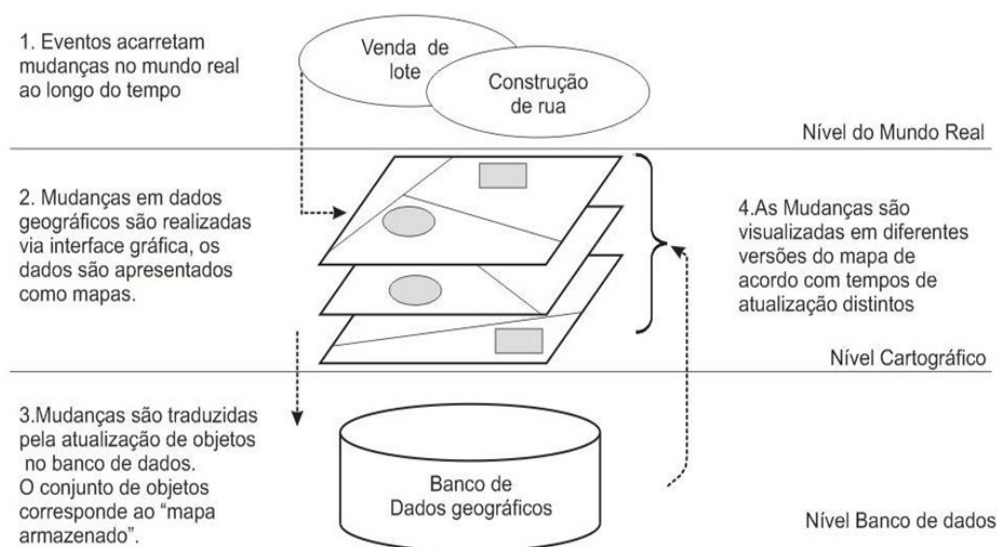 1. Eventos acarretam
mudanças no mundo real
ao longo do tempo
Venda de
lote
Construção
de rua
Nível do Mundo Real
2. Mudanças em dados
geográficos são realizadas
via interface gráfica, os
dados são apresentados
como mapas.
4.As Mudanças são
visualizadas em diferentes
versões do mapa de
acordo com tempos de
atualização distintos
Nível Cartográfico
3.Mudanças são traduzidas
pela atualização de objetos
no banco de dados.
O conjunto de objetos
corresponde ao “mapa
armazenado”.
Banco de
Dados geográficos
Nível Banco de dados